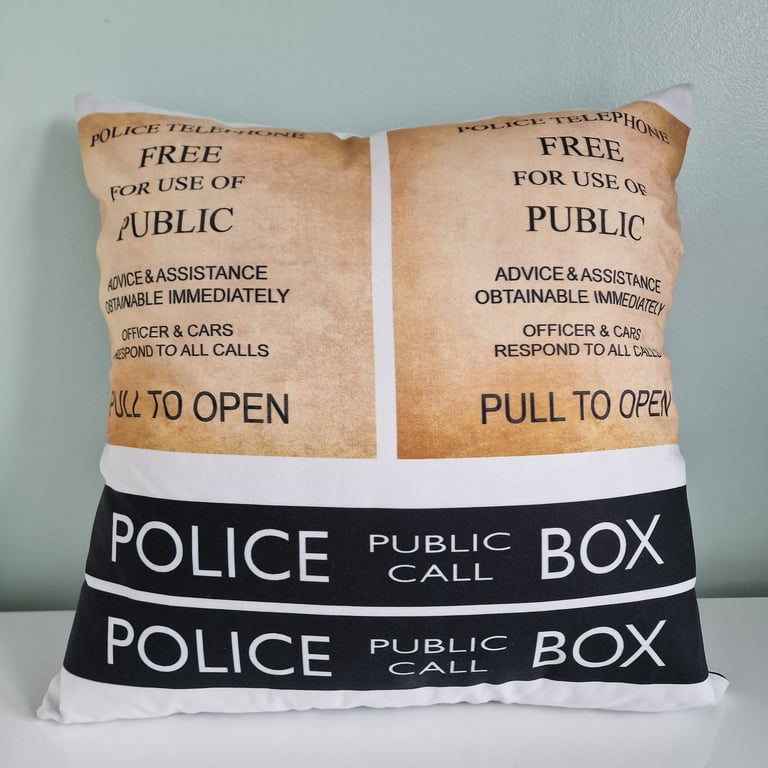 POLICE TELEPHONE
FREE
FOR USE OF
PUBLIC
ADVICE & ASSISTANCE
OBTAINABLE IMMEDIATELY
OFFICER & CARS
RESPOND TO ALL CALLS
PULL TO OPEN
POLICE TELEPHONE
FREE
FOR USE OF
PUBLIC
ADVICE & ASSISTANCE
OBTAINABLE IMMEDIATELY
OFFICER & CARS
RESPOND TO ALL CALLS
PULL TO OPEN
POLICE PUBLIC CALL BOX
POLICE PUBLIC CALL BOX